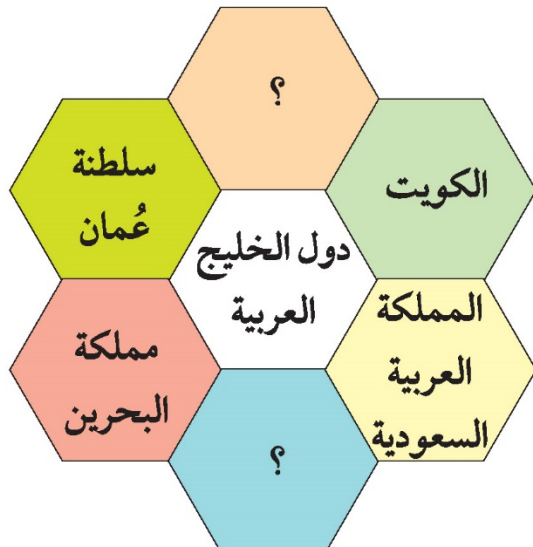 ؟
الكويت
المملكة
العربية
السعودية
؟
مملكة
البحرين
سلطنة
عُمان
دول الخليج
العربية